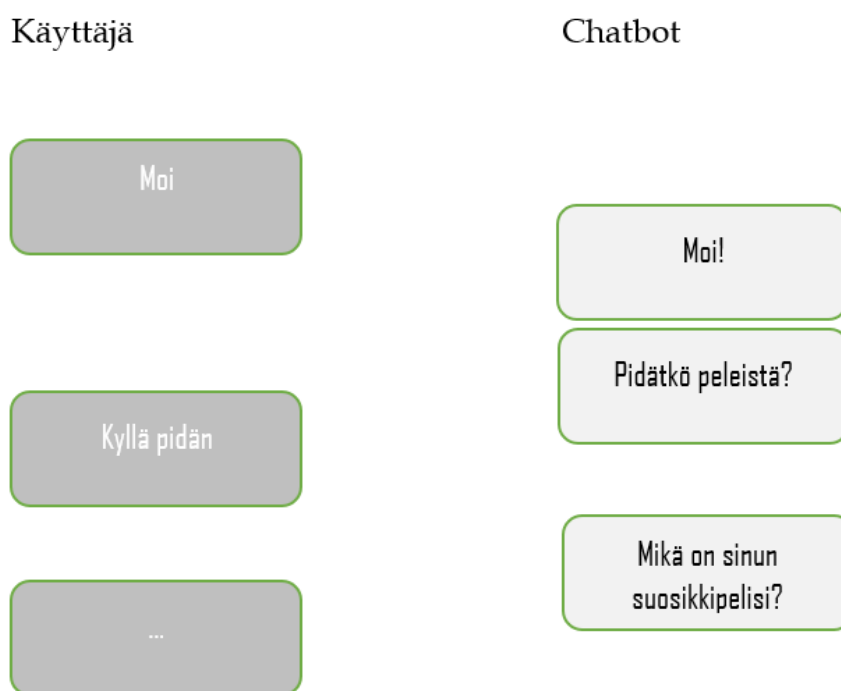 Käyttäjä
Chatbot
Moi
Moi!
Pidätkö peleistä?
Kyllä pidän
Mikä on sinun
suosikkipelisi?
...